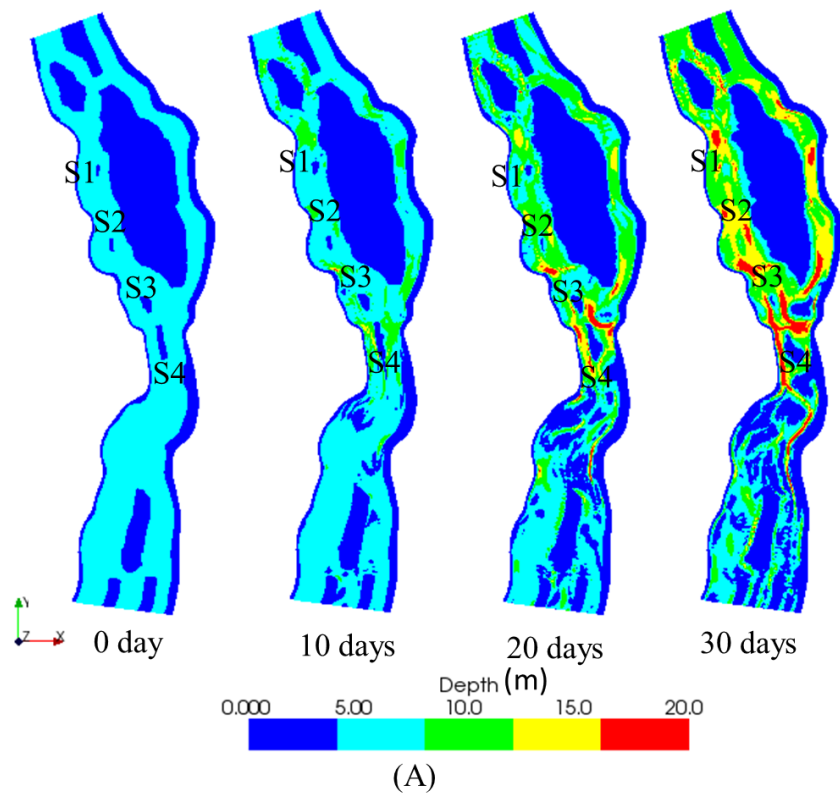 S1
S2
S3
S4
S1
S2
S3
S4
S1
S2
S3
S4
S1
S2
S3
S4
Y
Z
X
0 day
10 days
20 days
30 days
Depth (m)
0.000 5.00 10.0 15.0 20.0
(A)